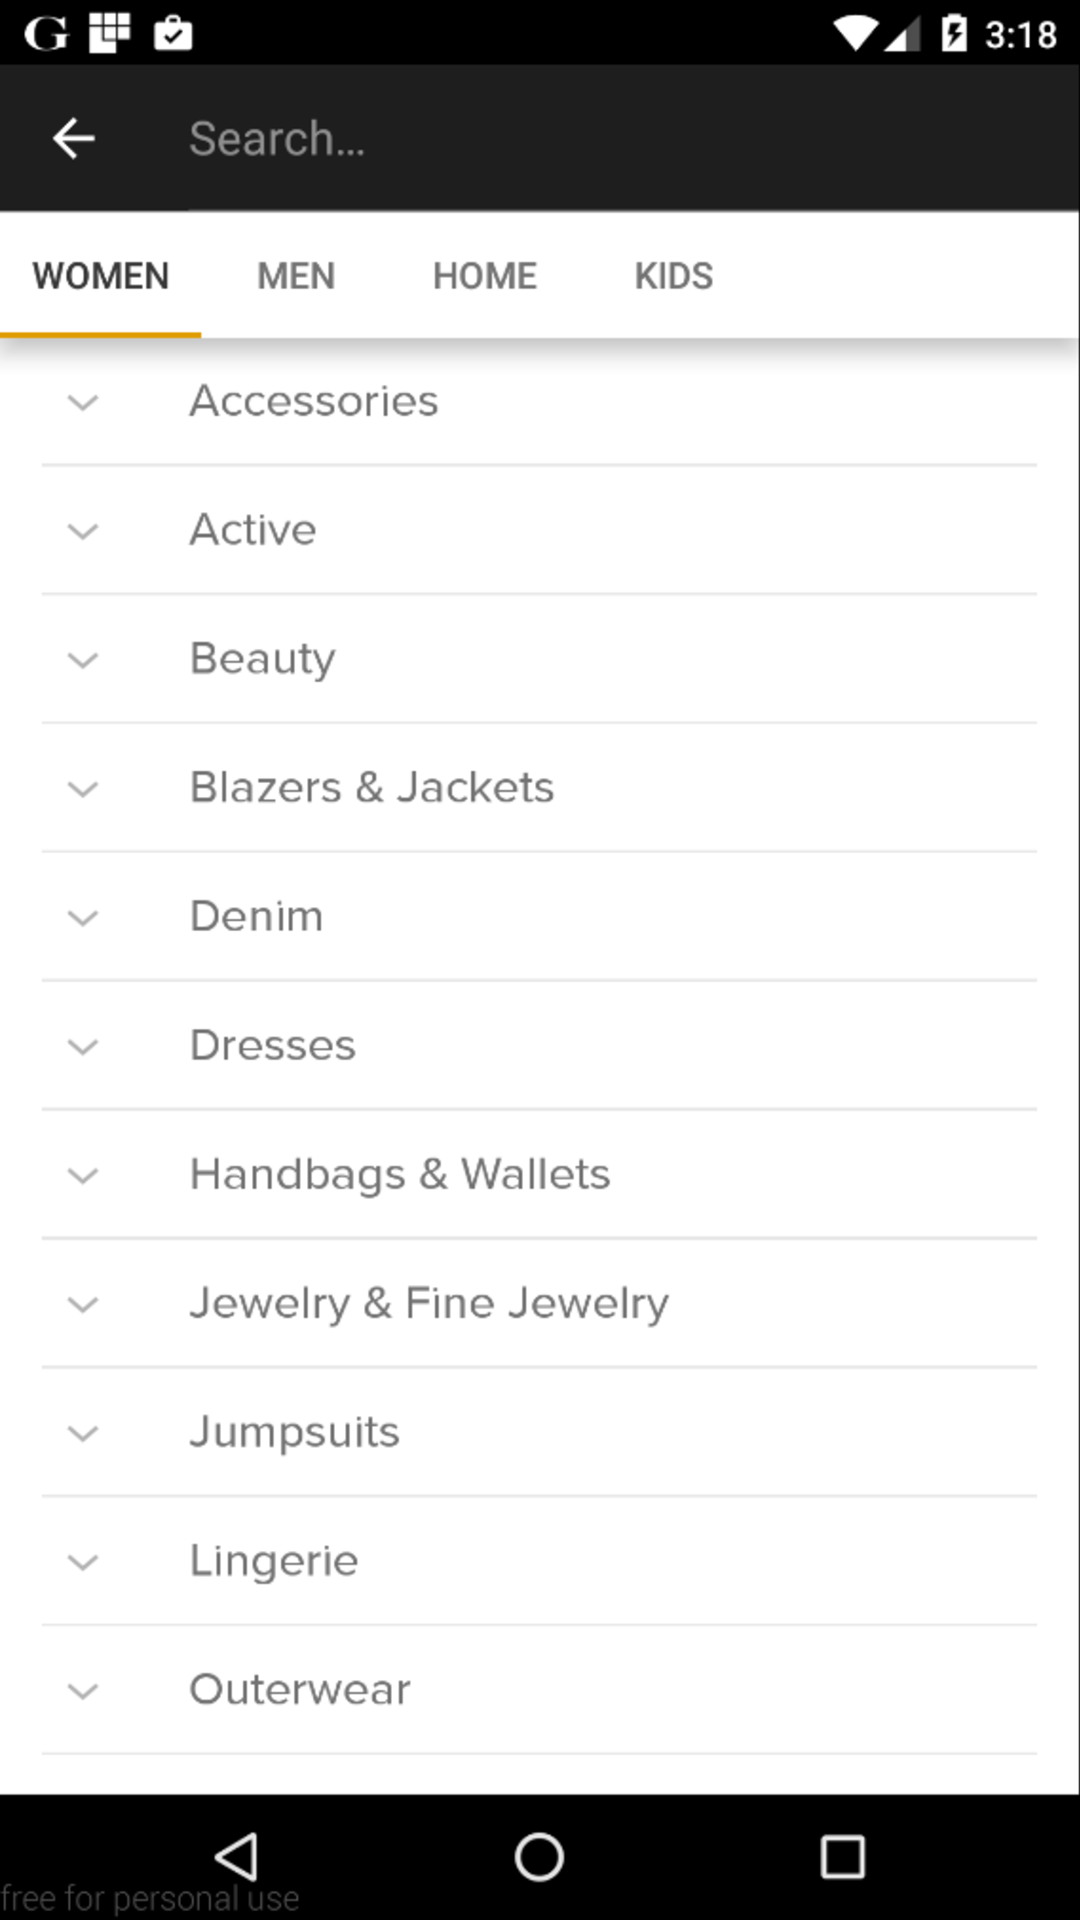 G 3:18
Search...
WOMEN MEN HOME KIDS
Accessories
Active
Beauty
Blazers & Jackets
Denim
Dresses
Handbags & Wallets
Jewelry & Fine Jewelry
Jumpsuits
Lingerie
Outerwear
free for personal use